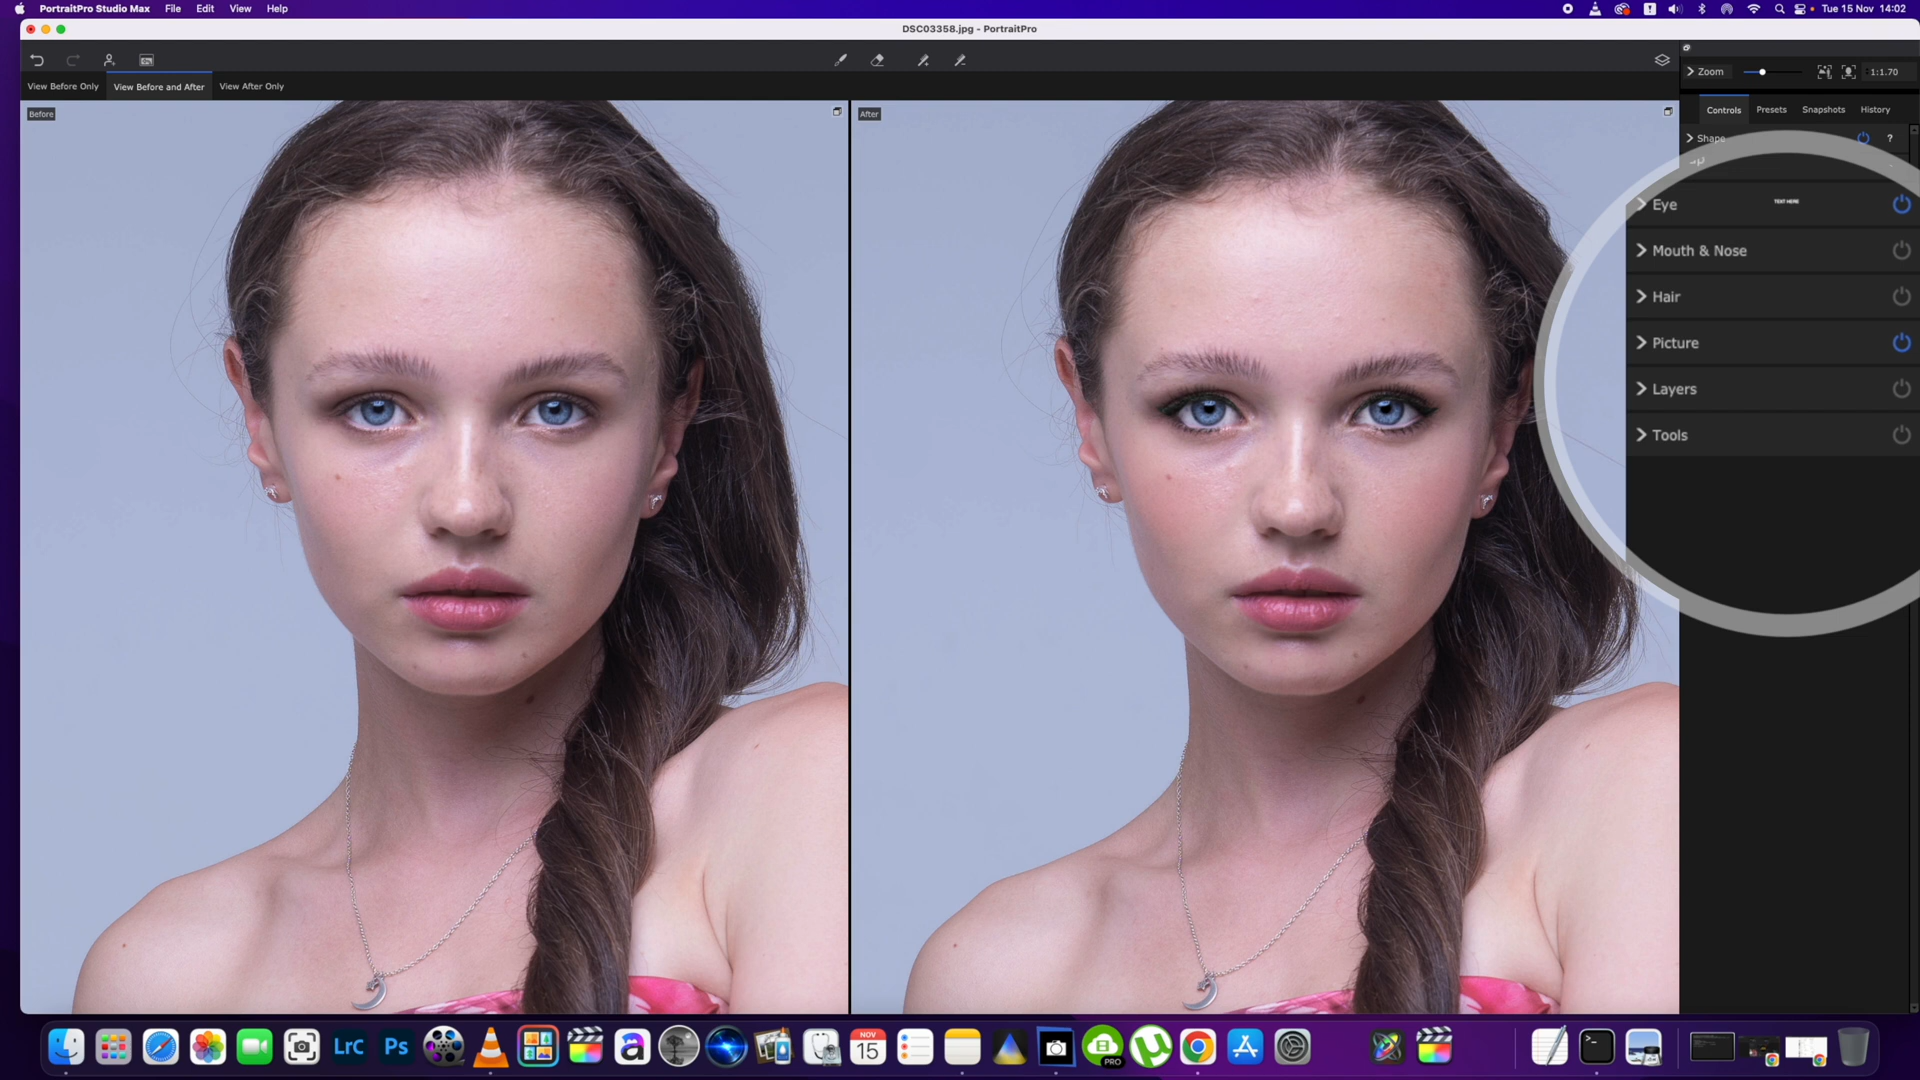 PortraitPro Studio Max File Edit View Help
Tue 15 Nov 14:02
DSC03358.jpg - PortraitPro
Zoom
1:1.70
View Before Only View Before and After View After Only
Controls Presets Snapshots History
Before
After
Shape ?
Eye
TEXT HERE
Mouth & Nose
Hair
Picture
Layers
Tools
LrC
Ps
NOV
15
PRO